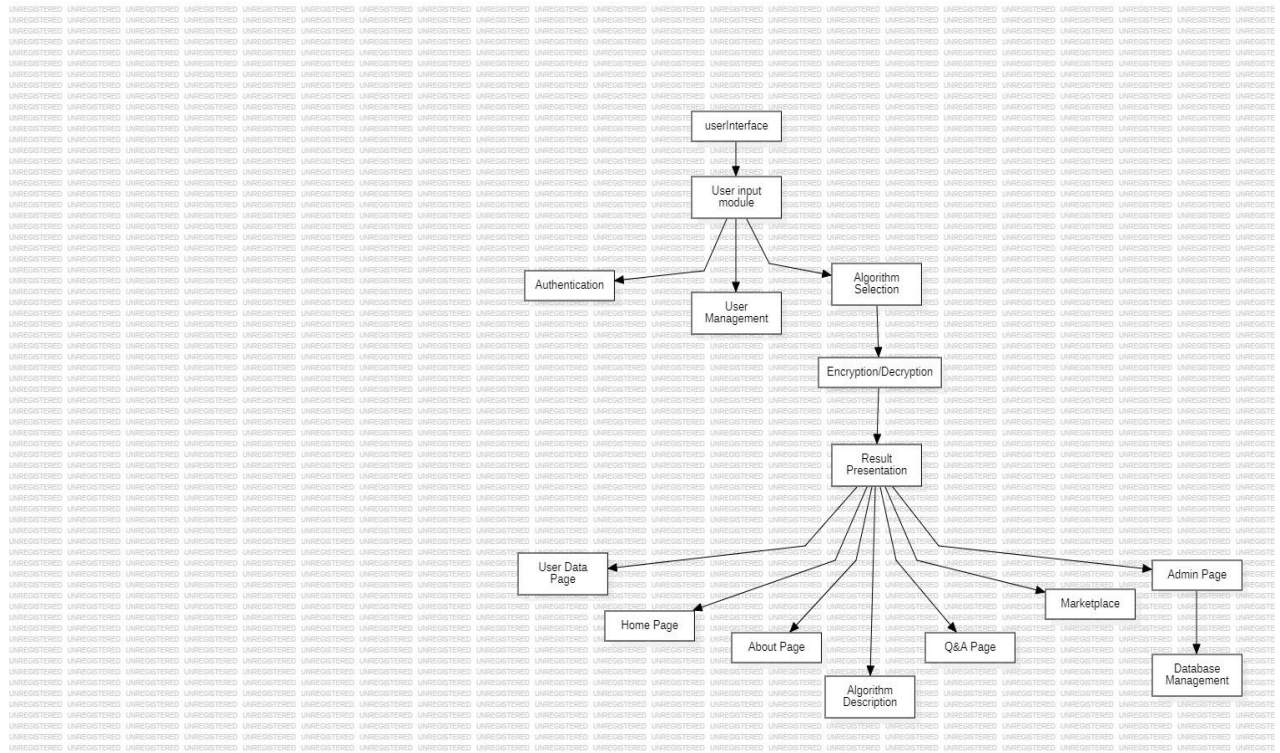 userInterface
User input
module
Authentication
User
Management
Algorithm
Selection
Encryption/Decryption
Result
Presentation
User Data
Page
Home Page
About Page
Algorithm
Description
Q&A Page
Marketplace
Admin Page
Database
Management
UNREGISTERED